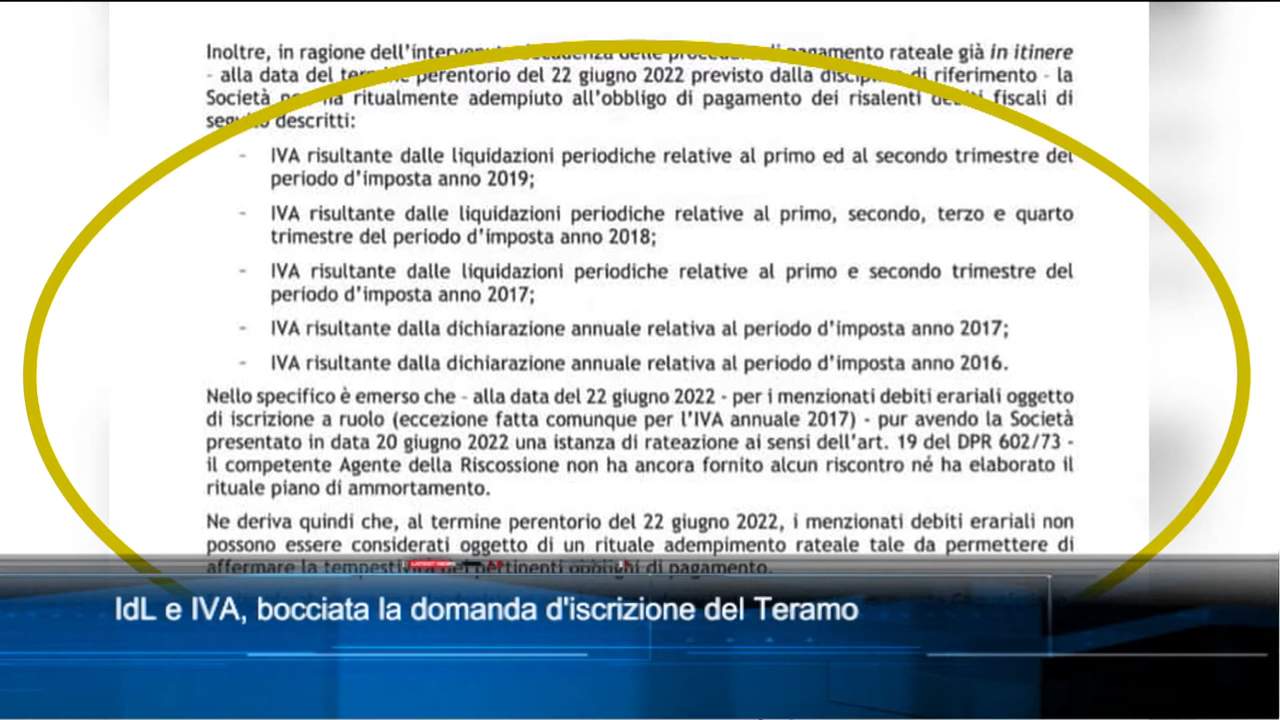 Inoltre, in ragione dell'intervenuta decadenza delle procedure di pagamento rateale già in itinere
- alla data del termine perentorio del 22 giugno 2022 previsto dalla disciplina di riferimento - la
Società non ha ritualmente adempiuto all'obbligo di pagamento dei risalenti debiti fiscali di
seguito descritti:
- IVA risultante dalle liquidazioni periodiche relative al primo ed al secondo trimestre del
periodo d'imposta anno 2019;
- IVA risultante dalle liquidazioni periodiche relative al primo, secondo, terzo e quarto
trimestre del periodo d'imposta anno 2018;
- IVA risultante dalle liquidazioni periodiche relative al primo e secondo trimestre del
periodo d'imposta anno 2017;
- IVA risultante dalla dichiarazione annuale relativa al periodo d'imposta anno 2017;
- IVA risultante dalla dichiarazione annuale relativa al periodo d'imposta anno 2016.
Nello specifico è emerso che - alla data del 22 giugno 2022 - per i menzionati debiti erariali oggetto
di iscrizione a ruolo (eccezione fatta comunque per l'IVA annuale 2017) - pur avendo la Società
presentato in data 20 giugno 2022 una istanza di rateazione ai sensi dell'art. 19 del DPR 602/73 -
il competente Agente della Riscossione non ha ancora fornito alcun riscontro né ha elaborato il
rituale piano di ammortamento.
Ne deriva quindi che, al termine perentorio del 22 giugno 2022, i menzionati debiti erariali non
possono essere considerati oggetto di un rituale adempimento rateale tale da permettere di
affermare la tempestività dei pertinenti obblighi di pagamento.
LATEST NEWS
IdL e IVA, bocciata la domanda d'iscrizione del Teramo